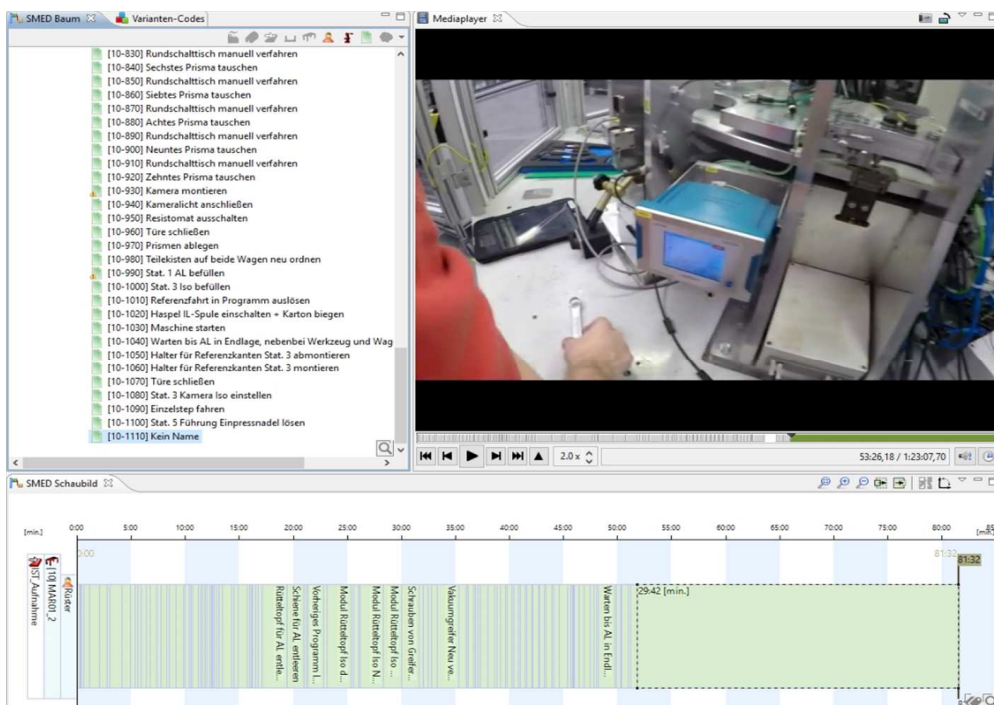 SMED Baum
Varianten-Codes
[10-830] Rundschalttisch manuell verfahren
[10-840] Sechstes Prisma tauschen
[10-850] Rundschalttisch manuell verfahren
[10-860] Siebtes Prisma tauschen
[10-870] Rundschalttisch manuell verfahren
[10-880] Achtes Prisma tauschen
[10-890] Rundschalttisch manuell verfahren
[10-900] Neuntes Prisma tauschen
[10-910] Rundschalttisch manuell verfahren
[10-920] Zehntes Prisma tauschen
[10-930] Kamera montieren
[10-940] Kameralicht anschließen
[10-950] Resistomat ausschalten
[10-960] Türe schließen
[10-970] Prismen ablegen
[10-980] Teilekisten auf beide Wagen neu ordnen
[10-990] Stat. 1 AL befüllen
[10-1000] Stat. 3 Iso befüllen
[10-1010] Referenzfahrt in Programm auslösen
[10-1020] Haspel IL-Spule einschalten + Karton biegen
[10-1030] Maschine starten
[10-1040] Warten bis AL in Endlage, nebenbei Werkzeug und Wag
[10-1050] Halter für Referenzkanten Stat. 3 abmontieren
[10-1060] Halter für Referenzkanten Stat. 3 montieren
[10-1070] Türe schließen
[10-1080] Stat. 3 Kamera Iso einstellen
[10-1090] Einzelstep fahren
[10-1100] Stat. 5 Führung Einpressnadel lösen
[10-1110] Kein Name
Mediaplayer
2.0 x
53:26,18 / 1:23:07,70
SMED Schaubild
[min.] 0:00 5:00 10:00 15:00 20:00 25:00 30:00 35:00 40:00 45:00 50:00 55:00 60:00 65:00 70:00 75:00 80:00 [min.]
0:00
81:32
81:32
IST_Aufnahme
[10] MAR01_2
Rüster
Rütteltopf für AL entle...
Schiene für AL entleeren
Vorheriges Programm l...
Modul Rütteltopf Iso d...
Modul Rütteltopf Iso N...
Modul Rütteltopf Iso ...
Schrauben von Greifer...
Vakuumgreifer Neu ve...
Warten bis AL in Endl...
29:42 [min.]